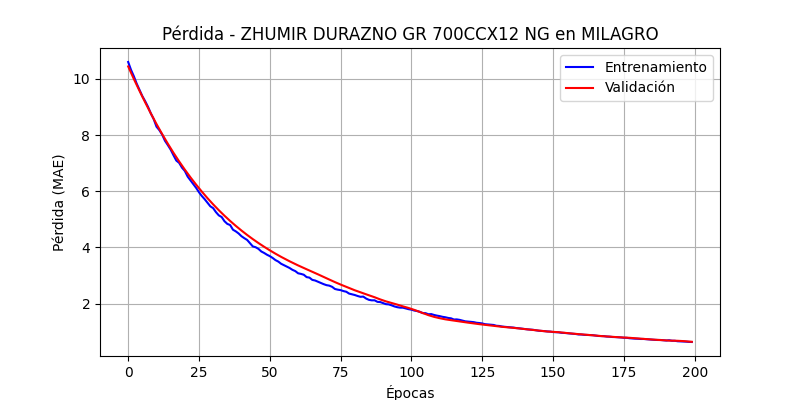 Pérdida - ZHUMIR DURAZNO GR 700CCX12 NG en MILAGRO
Entrenamiento
Validación
Pérdida (MAE)
10
8
6
4
2
0
25
50
75
100
125
150
175
200
Épocas